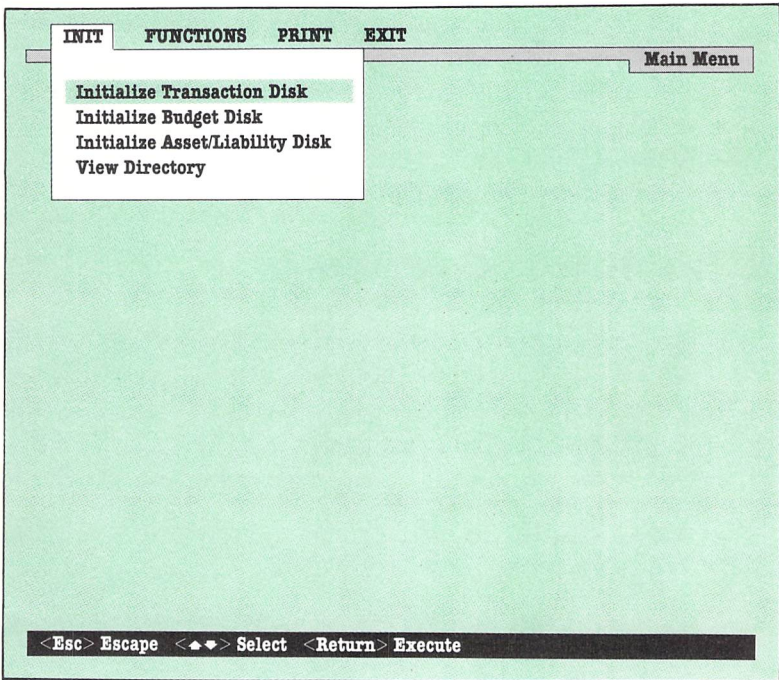 INIT FUNCTIONS PRINT EXIT
Main Menu
Initialize Transaction Disk
Initialize Budget Disk
Initialize Asset/Liability Disk
View Directory
<Esc> Escape <▲▼> Select <Return> Execute